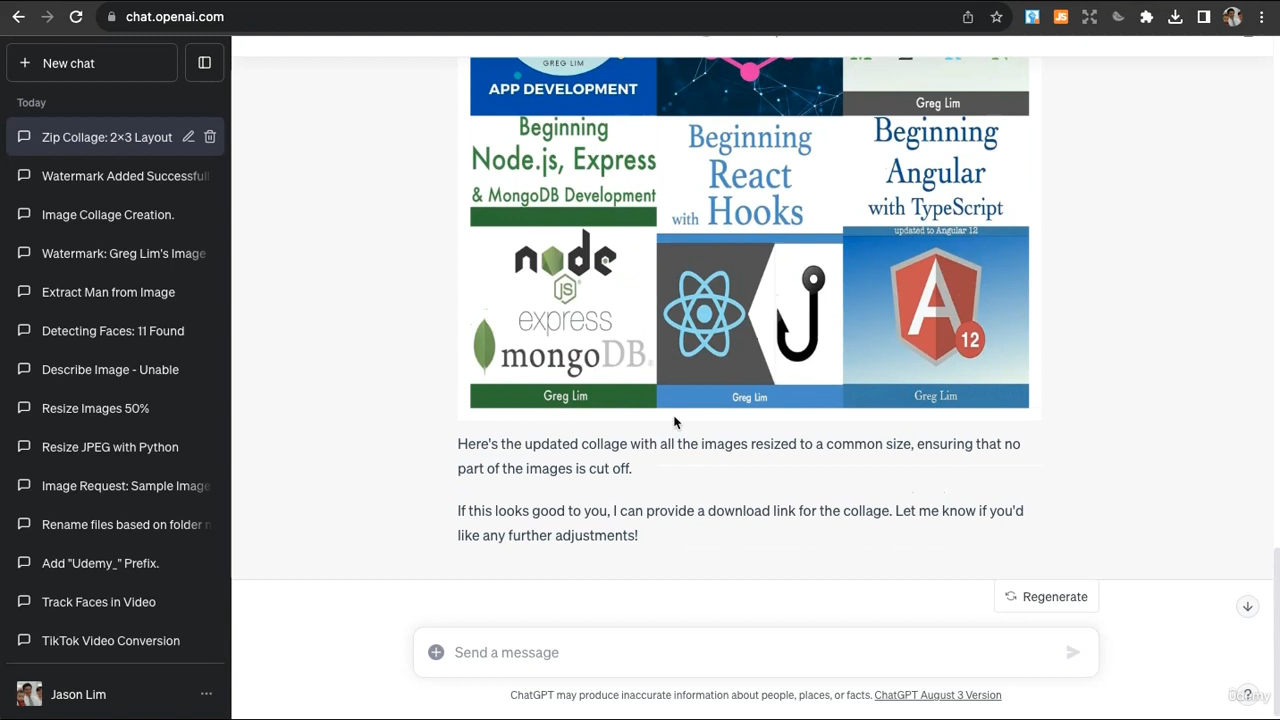 chat.openai.com
New chat
Today
Zip Collage: 2×3 Layout
Watermark Added Successful
Image Collage Creation.
Watermark: Greg Lim's Image
Extract Man from Image
Detecting Faces: 11 Found
Describe Image - Unable
Resize Images 50%
Resize JPEG with Python
Image Request: Sample Image
Rename files based on folder n
Add "Udemy_" Prefix.
Track Faces in Video
TikTok Video Conversion
Jason Lim
GREG LIM
APP DEVELOPMENT
Greg Lim
Beginning
Node.js, Express
& MongoDB Development
node
JS
express
mongoDB
Greg Lim
Beginning
React
with Hooks
Greg Lim
Beginning
Angular
with TypeScript
updated to Angular 12
A
12
Greg Lim
Here's the updated collage with all the images resized to a common size, ensuring that no
part of the images is cut off.
If this looks good to you, I can provide a download link for the collage. Let me know if you'd
like any further adjustments!
Regenerate
Send a message
ChatGPT may produce inaccurate information about people, places, or facts. ChatGPT August 3 Version
?
Udemy